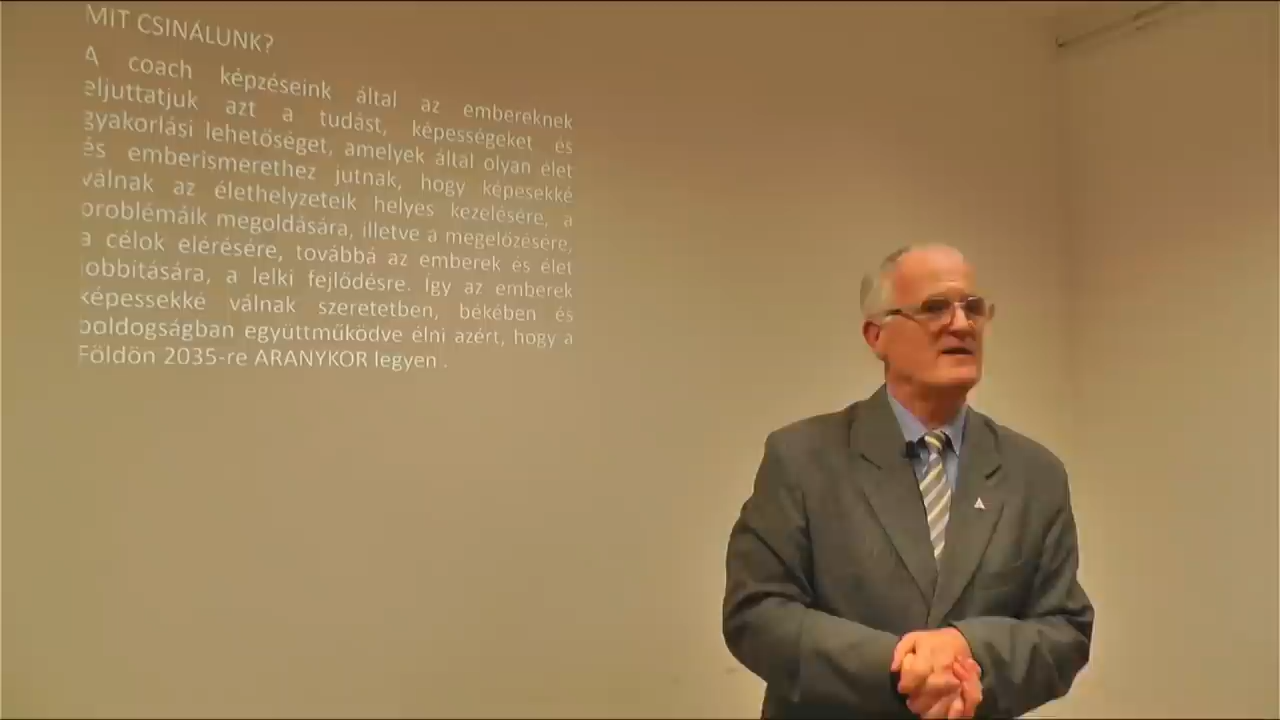 MIT CSINÁLUNK?
A coach képzéseink által az embereknek
eljuttatjuk azt a tudást, képességeket és
gyakorlási lehetőséget, amelyek által olyan élet
és emberismerethez jutnak, hogy képesekké
válnak az élethelyzeteik helyes kezelésére, a
problémáik megoldására, illetve a megelőzésére,
a célok elérésére, továbbá az emberek és élet
jobbítására, a lelki fejlődésre. Így az emberek
képessekké válnak szeretetben, békében és
boldogságban együttműködve élni azért, hogy a
Földön 2035-re ARANYKOR legyen .